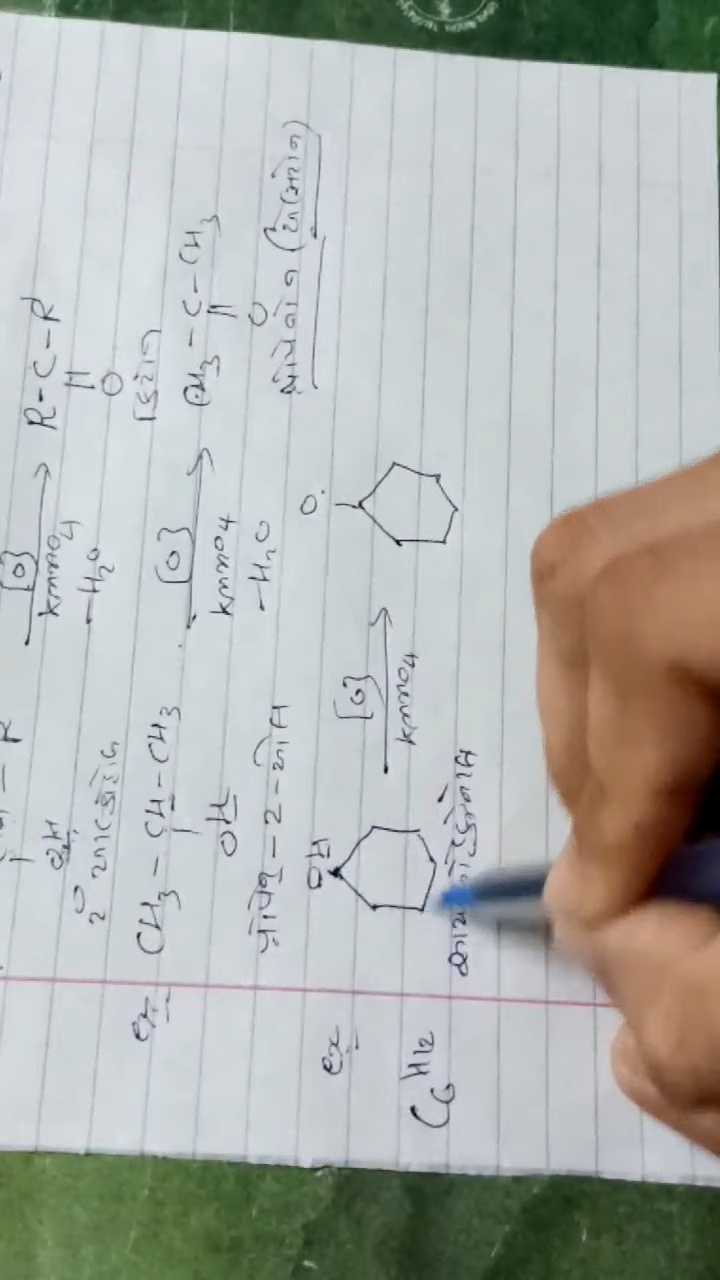 R
[O]
R-C-R
OH
KMnO4
O
2° આલ્કોહોલ
-H2O
કિટોન
ex
CH3-CH-CH3
[O]
CH3-C-CH3
OH
KMnO4
O
પ્રોપેન-2-ઓલ
-H2O
પ્રોપેનોન (એસિટોન)
ex
OH
[O]
O
C6H12
KMnO4